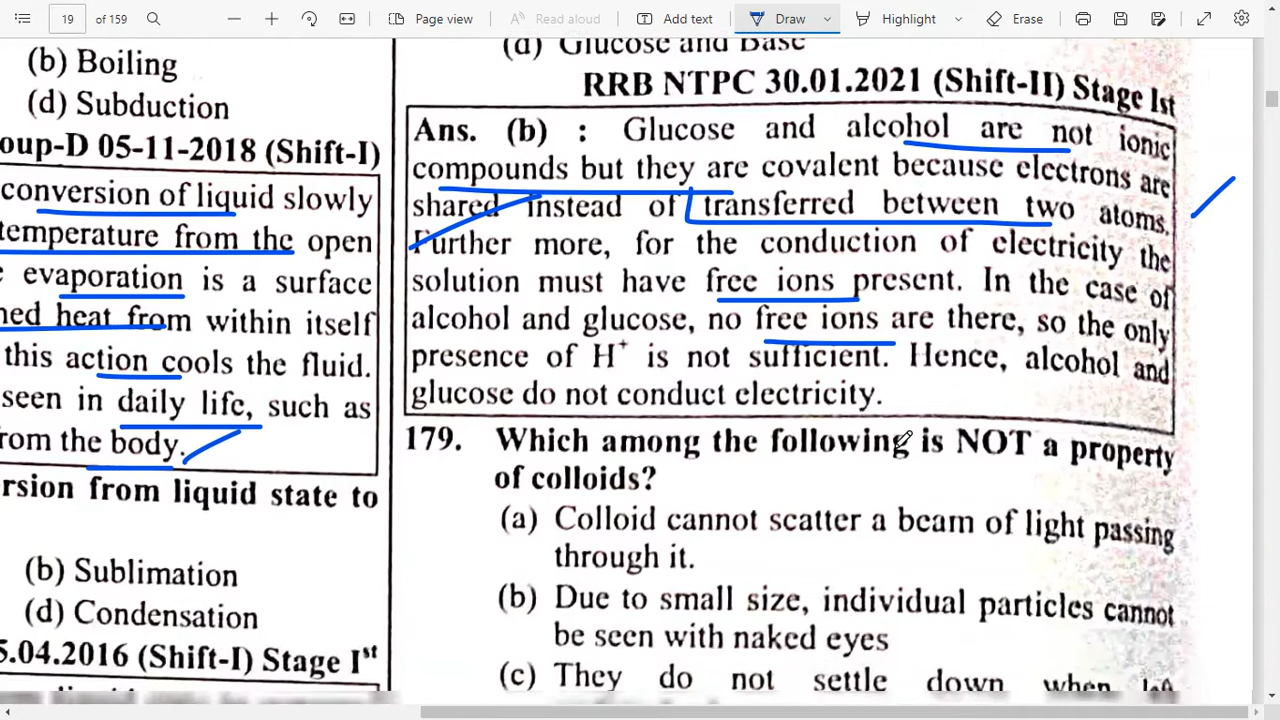 19 of 159
Page view
Read aloud
Add text
Draw
Highlight
Erase
(b) Boiling
(d) Subduction
oup-D 05-11-2018 (Shift-I)
conversion of liquid slowly
temperature from the open
evaporation is a surface
ned heat from within itself
this action cools the fluid.
seen in daily life, such as
rom the body.
rsion from liquid state to
(b) Sublimation
(d) Condensation
5.04.2016 (Shift-I) Stage Ist
(d) Glucose and Base
RRB NTPC 30.01.2021 (Shift-II) Stage Ist
Ans. (b) : Glucose and alcohol are not ionic
compounds but they are covalent because electrons are
shared instead of transferred between two atoms.
Further more, for the conduction of electricity the
solution must have free ions present. In the case of
alcohol and glucose, no free ions are there, so the only
presence of H+ is not sufficient. Hence, alcohol and
glucose do not conduct electricity.
179. Which among the following is NOT a property
of colloids?
(a) Colloid cannot scatter a beam of light passing
through it.
(b) Due to small size, individual particles cannot
be seen with naked eyes
(c) They do not settle down when left